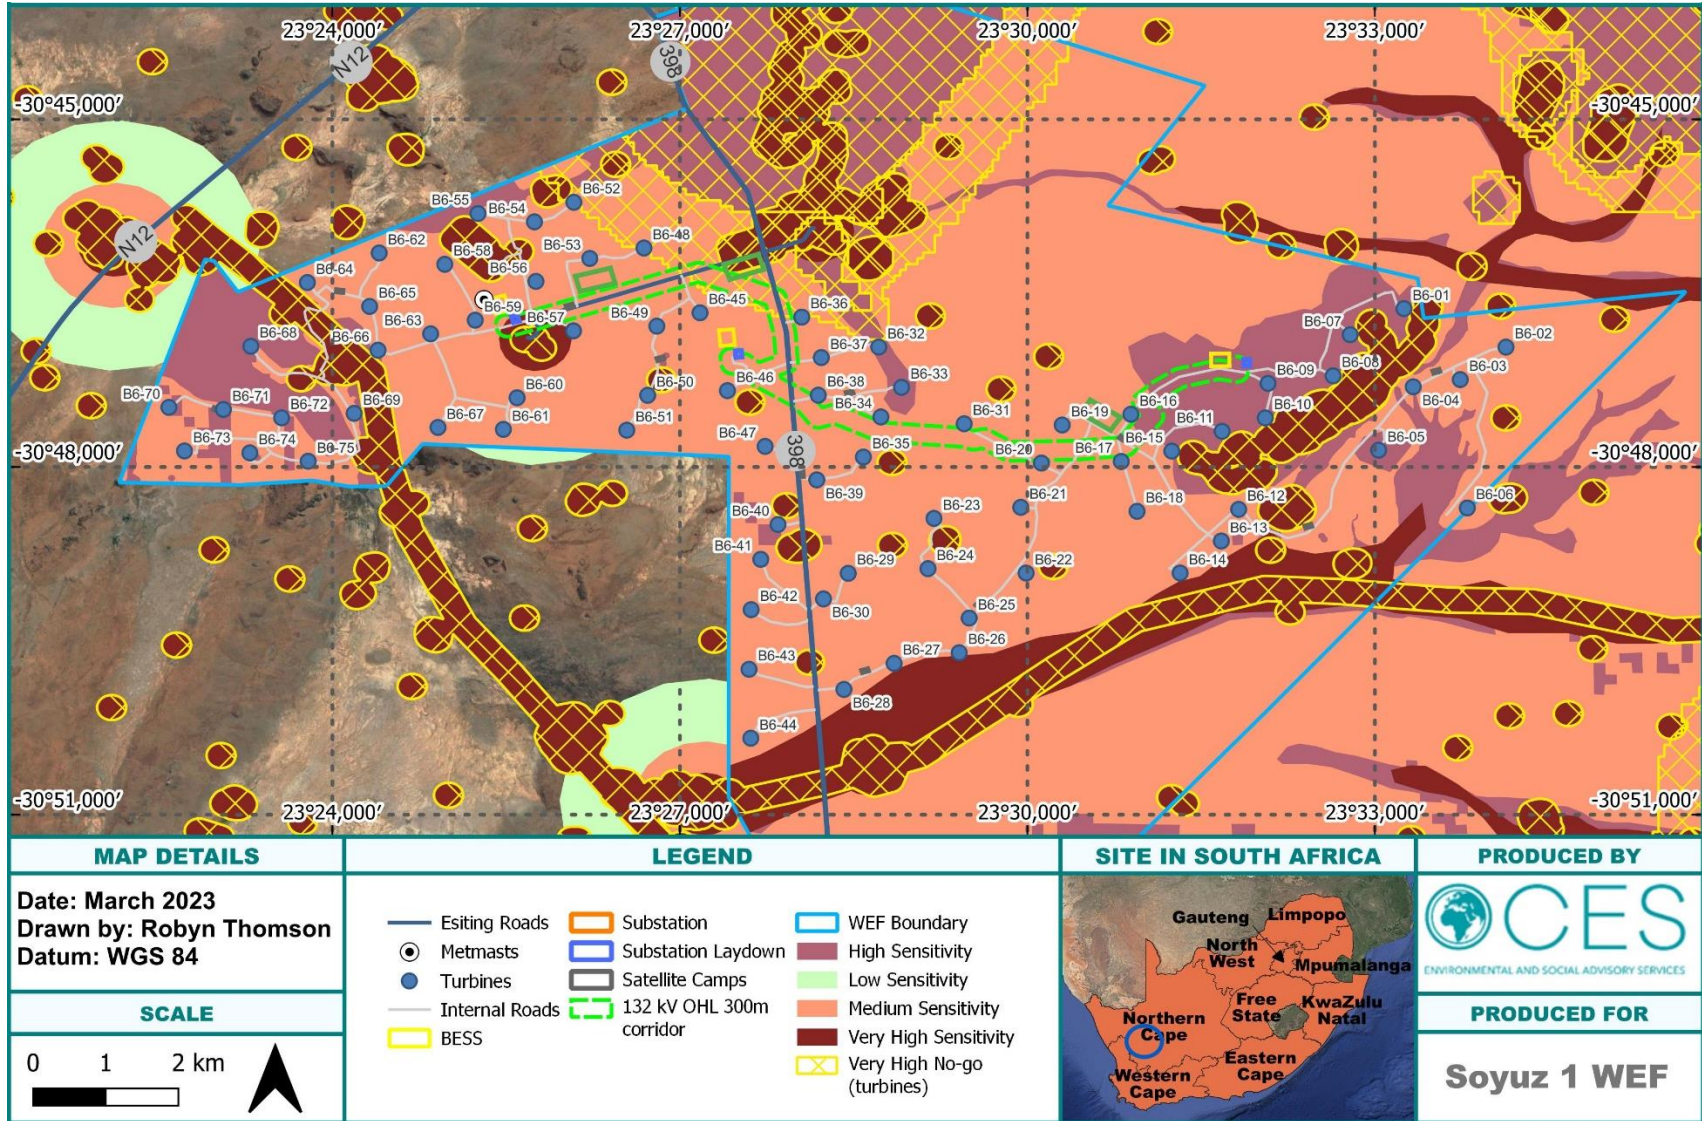 23°24,000′
23°27,000′
23°30,000′
23°33,000′
N12
398
-30°45,000′
-30°45,000′
N12
B6-52
B6-55
B6-54
B6-62
B6-58
B6-53
B6-48
B6-56
B6-64
B6-65
B6-59
B6-57
B6-63
B6-49
B6-45
B6-36
B6-01
B6-07
B6-02
B6-68
B6-66
B6-37
B6-32
B6-08
B6-03
B6-09
B6-04
B6-70
B6-71
B6-72
B6-69
B6-60
B6-50
B6-46
B6-38
B6-33
B6-34
B6-31
B6-19
B6-16
B6-11
B6-10
B6-67
B6-61
B6-51
B6-73
B6-74
B6-75
B6-47
398
B6-35
B6-20
B6-17
B6-15
B6-05
-30°48,000′
-30°48,000′
B6-39
B6-40
B6-23
B6-21
B6-18
B6-12
B6-06
B6-13
B6-41
B6-29
B6-24
B6-22
B6-14
B6-42
B6-30
B6-25
B6-26
B6-43
B6-27
B6-28
B6-44
-30°51,000′
-30°51,000′
23°24,000′
23°27,000′
23°30,000′
23°33,000′
MAP DETAILS
Date: March 2023
Drawn by: Robyn Thomson
Datum: WGS 84
SCALE
0 1 2 km
LEGEND
Esiting Roads
Metmasts
Turbines
Internal Roads
BESS
Substation
Substation Laydown
Satellite Camps
132 kV OHL 300m
corridor
WEF Boundary
High Sensitivity
Low Sensitivity
Medium Sensitivity
Very High Sensitivity
Very High No-go
(turbines)
SITE IN SOUTH AFRICA
Gauteng
Limpopo
North
West
Mpumalanga
Free
State
KwaZulu
Natal
Northern
Cape
Eastern
Cape
Western
Cape
PRODUCED BY
CES
ENVIRONMENTAL AND SOCIAL ADVISORY SERVICES
PRODUCED FOR
Soyuz 1 WEF